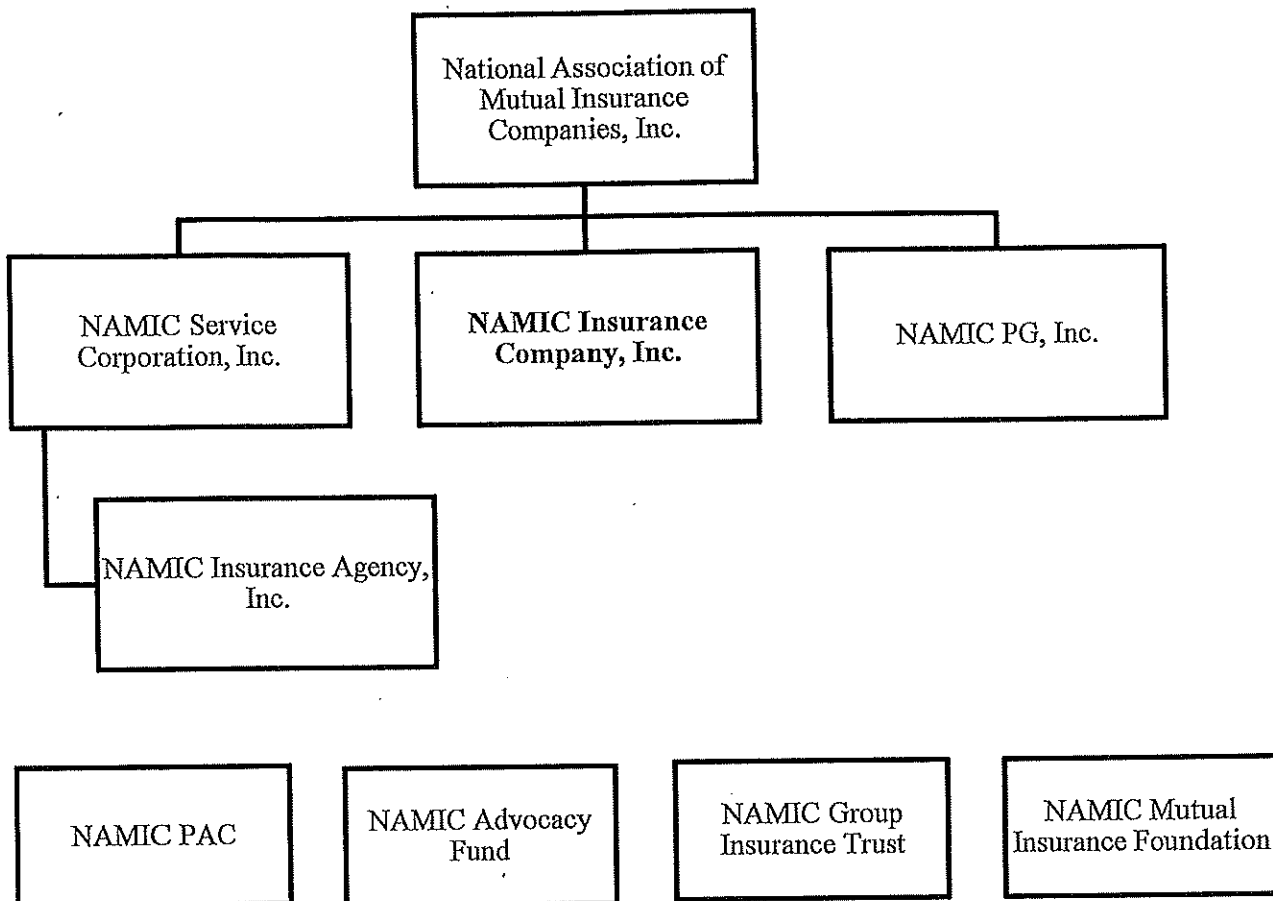 National Association of
Mutual Insurance
Companies, Inc.
NAMIC Service
Corporation, Inc.
NAMIC Insurance
Company, Inc.
NAMIC PG, Inc.
NAMIC Insurance Agency,
Inc.
NAMIC PAC
NAMIC Advocacy
Fund
NAMIC Group
Insurance Trust
NAMIC Mutual
Insurance Foundation